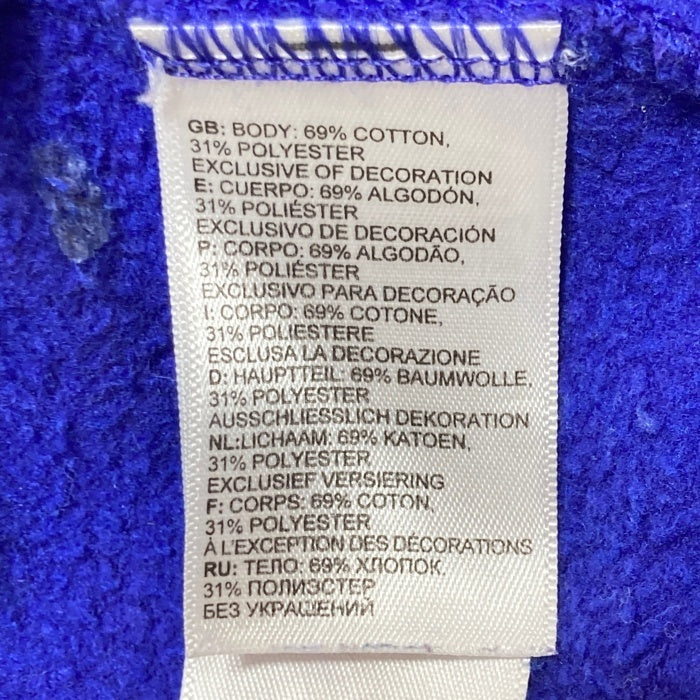 GB: BODY: 69% COTTON,
31% POLYESTER
EXCLUSIVE OF DECORATION
E: CUERPO: 69% ALGODÓN,
31% POLIÉSTER
EXCLUSIVO DE DECORACIÓN
P: CORPO: 69% ALGODÃO,
31% POLIÉSTER
EXCLUSIVO PARA DECORAÇÃO
I: CORPO: 69% COTONE,
31% POLIESTERE
ESCLUSA LA DECORAZIONE
D: HAUPTTEIL: 69% BAUMWOLLE,
31% POLYESTER
AUSSCHLIESSLICH DEKORATION
NL:LICHAAM: 69% KATOEN,
31% POLYESTER
EXCLUSIEF VERSIERING
F: CORPS: 69% COTON,
31% POLYESTER
À L'EXCEPTION DES DÉCORATIONS
RU: ТЕЛО: 69% ХЛОПОК,
31% ПОЛИЭСТЕР
БЕЗ УКРАШЕНИЙ